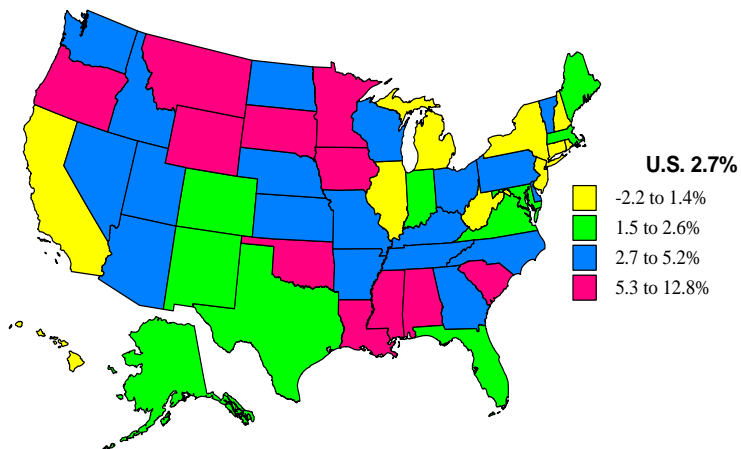 U.S. 2.7%
-2.2 to 1.4%
1.5 to 2.6%
2.7 to 5.2%
5.3 to 12.8%